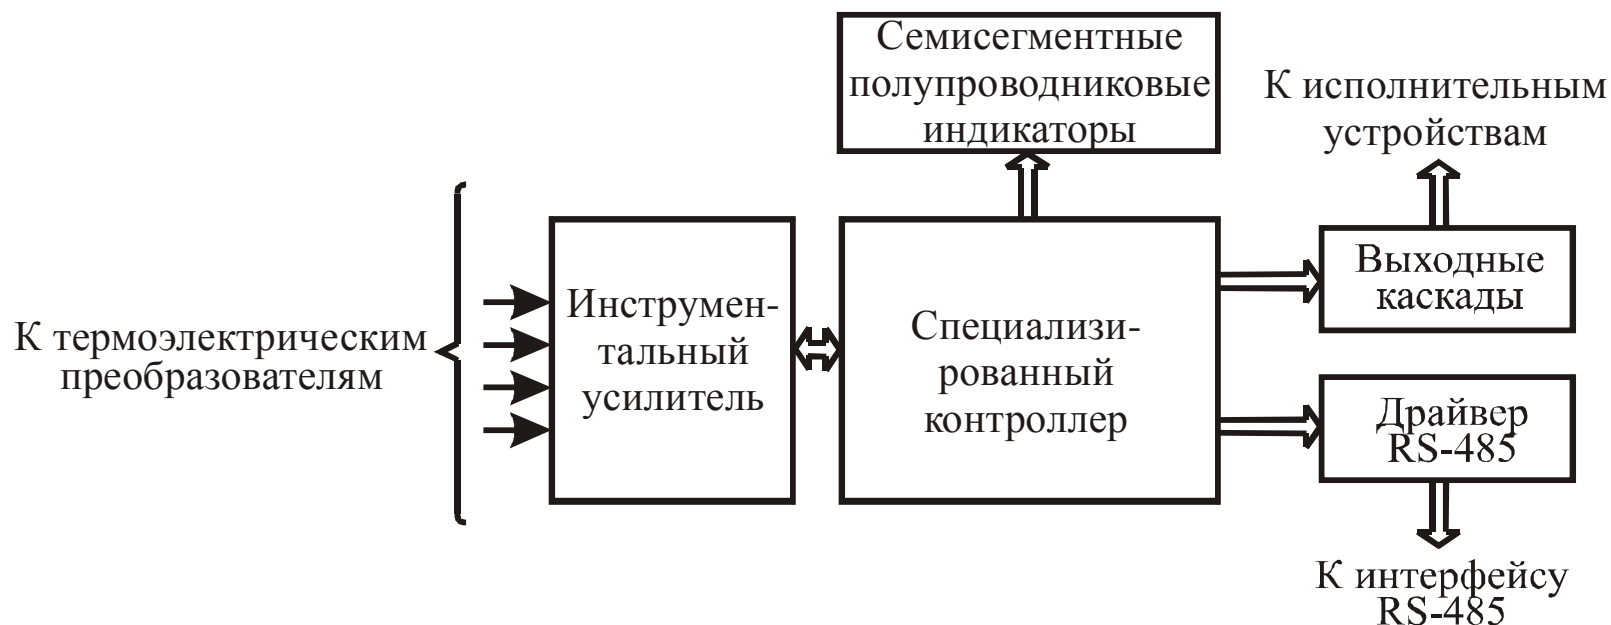 Семисегментные
полупроводниковые
индикаторы
К исполнительным
устройствам
К термоэлектрическим
преобразователям
Инструмен-
тальный
усилитель
Специализи-
рованный
контроллер
Выходные
каскады
Драйвер
RS-485
К интерфейсу
RS-485